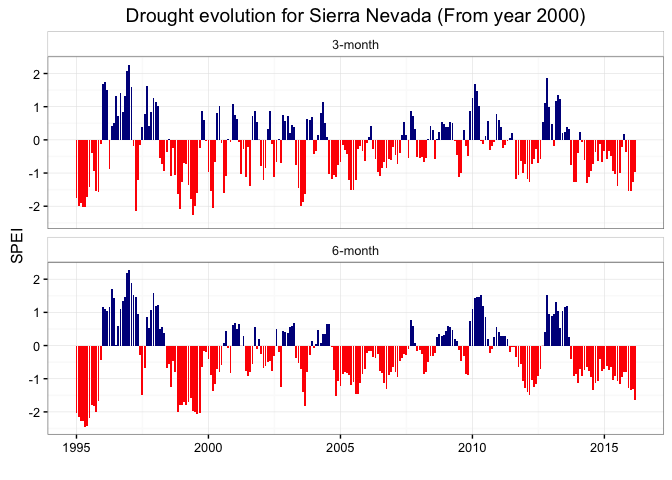 Drought evolution for Sierra Nevada (From year 2000)
3-month
2
1
0
-1
-2
SPEI
6-month
2
1
0
-1
-2
1995 2000 2005 2010 2015